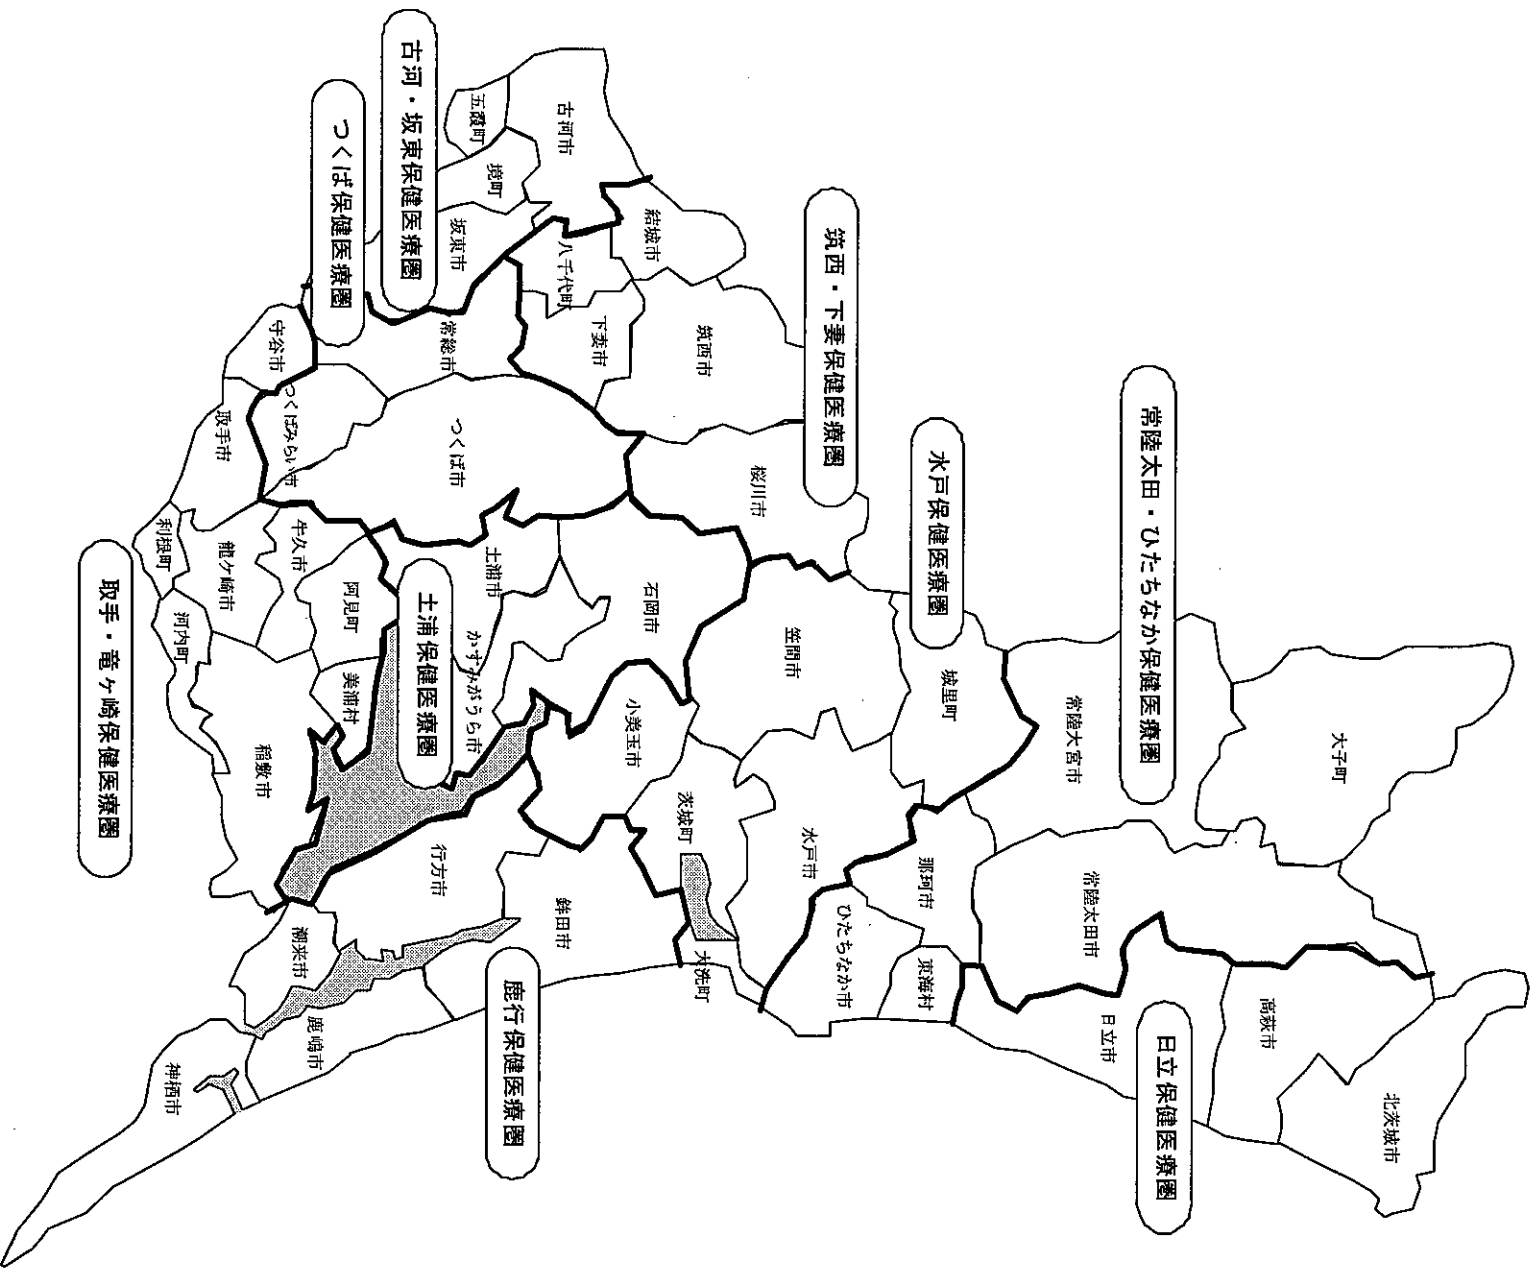 常陸太田・ひたちなか保健医療圏
日立保健医療圏
水戸保健医療圏
筑西・下妻保健医療圏
古河・坂東保健医療圏
つくば保健医療圏
土浦保健医療圏
取手・竜ケ崎保健医療圏
鹿行保健医療圏
北茨城市
大子町
高萩市
日立市
常陸太田市
常陸大宮市
城里町
那珂市
東海村
ひたちなか市
水戸市
笠間市
大洗町
茨城町
小美玉市
桜川市
筑西市
結城市
下妻市
八千代町
古河市
五霞町
境町
坂東市
常総市
つくば市
つくばみらい市
守谷市
取手市
石岡市
土浦市
かすみがうら市
牛久市
阿見町
美浦村
龍ケ崎市
利根町
河内町
稲敷市
鉾田市
行方市
潮来市
鹿嶋市
神栖市